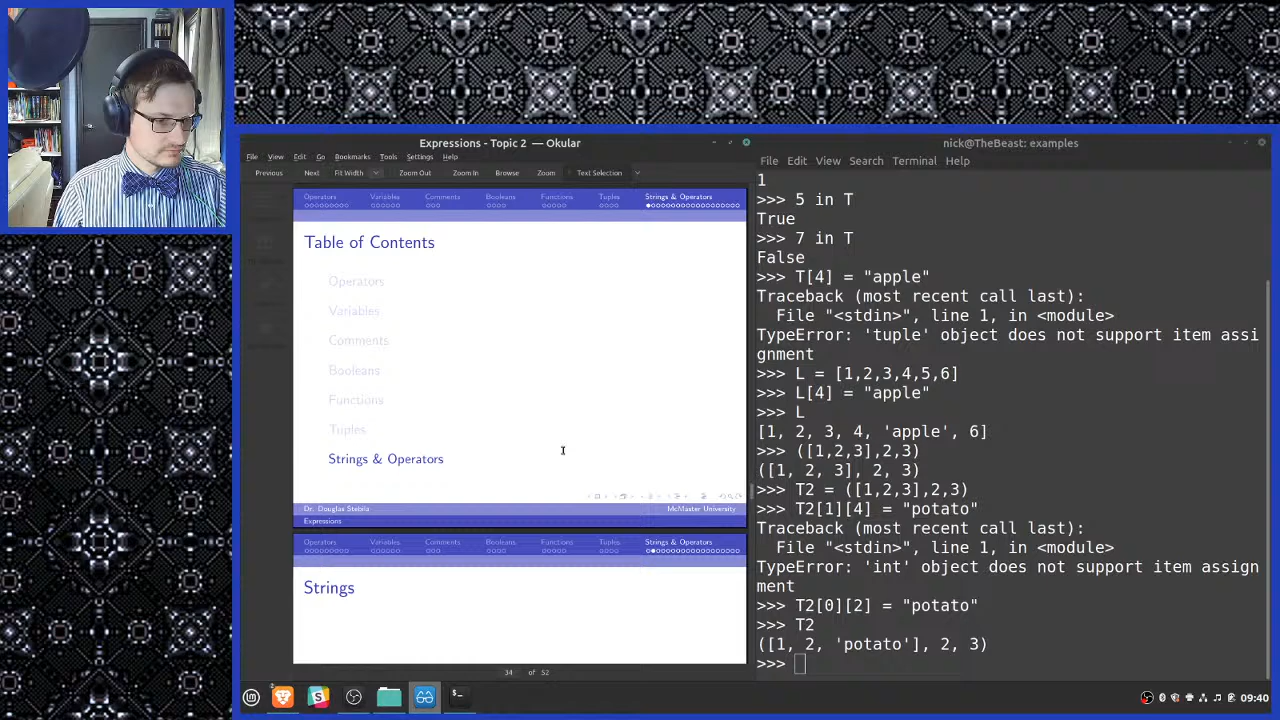 Expressions - Topic 2 — Okular
File View Edit Go Bookmarks Tools Settings Help
Previous Next Fit Width Zoom Out Zoom In Browse Zoom Text Selection
Operators Variables Comments Booleans Functions Tuples Strings & Operators
Table of Contents
Operators
Variables
Comments
Booleans
Functions
Tuples
Strings & Operators
Dr. Douglas Stebila McMaster University
Expressions
Operators Variables Comments Booleans Functions Tuples Strings & Operators
Strings
34 of 52
nick@TheBeast: examples
File Edit View Search Terminal Help
1
>>> 5 in T
True
>>> 7 in T
False
>>> T[4] = "apple"
Traceback (most recent call last):
  File "<stdin>", line 1, in <module>
TypeError: 'tuple' object does not support item assi
gnment
>>> L = [1,2,3,4,5,6]
>>> L[4] = "apple"
>>> L
[1, 2, 3, 4, 'apple', 6]
>>> ([1,2,3],2,3)
([1, 2, 3], 2, 3)
>>> T2 = ([1,2,3],2,3)
>>> T2[1][4] = "potato"
Traceback (most recent call last):
  File "<stdin>", line 1, in <module>
TypeError: 'int' object does not support item assign
ment
>>> T2[0][2] = "potato"
>>> T2
([1, 2, 'potato'], 2, 3)
>>>
09:40